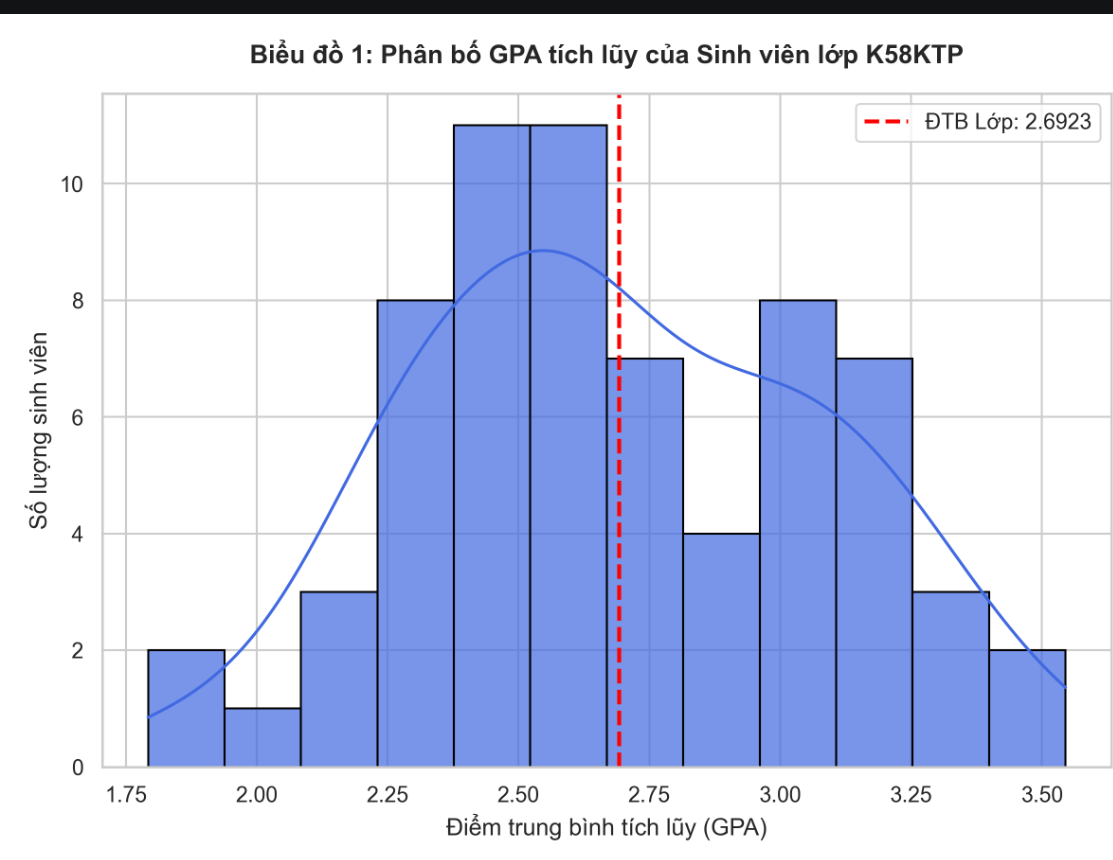 Biểu đồ 1: Phân bố GPA tích lũy của Sinh viên lớp K58KTP
ĐTB Lớp: 2.6923
10
8
6
4
2
0
Số lượng sinh viên
1.75 2.00 2.25 2.50 2.75 3.00 3.25 3.50
Điểm trung bình tích lũy (GPA)